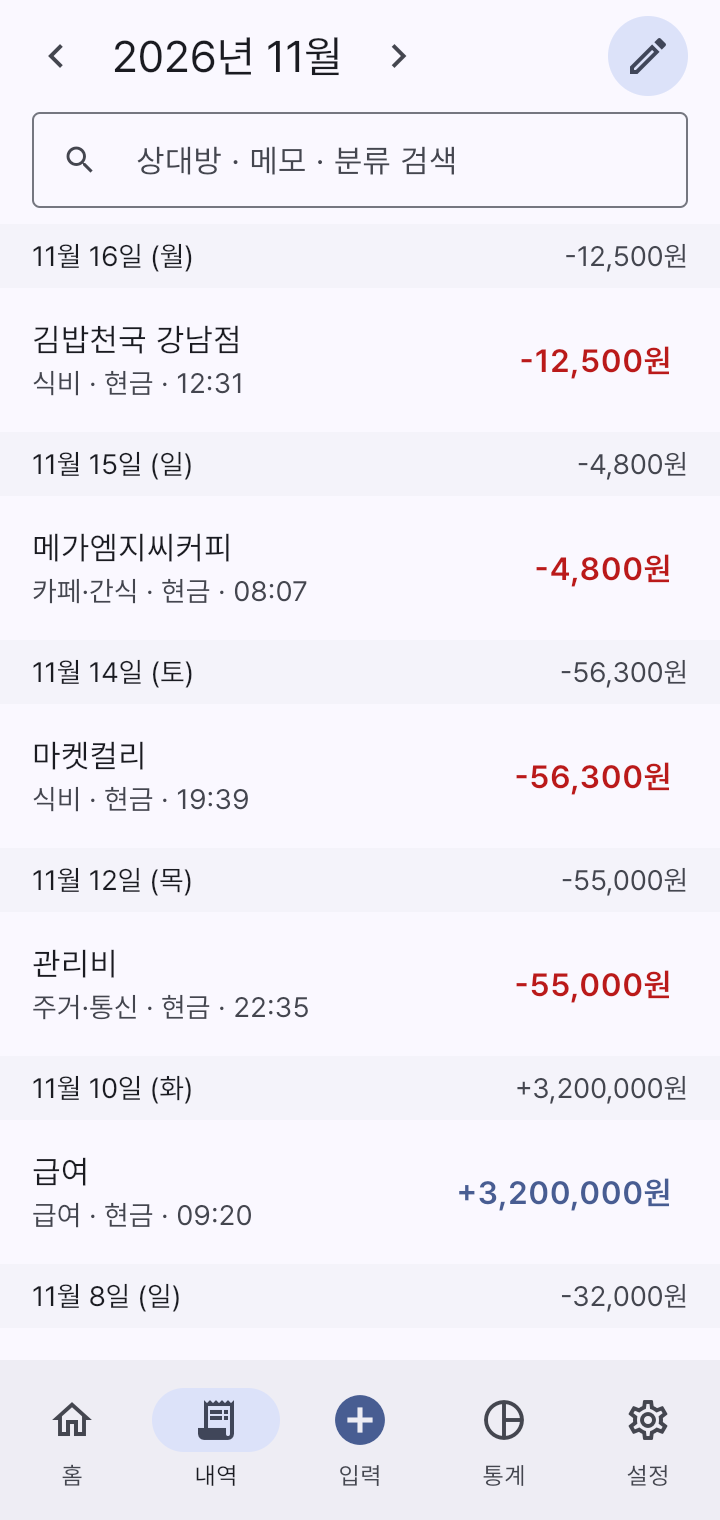 2026년 11월
상대방 · 메모 · 분류 검색
11월 16일 (월) -12,500원
김밥천국 강남점
-12,500원
식비 · 현금 · 12:31
11월 15일 (일) -4,800원
메가엠지씨커피
-4,800원
카페·간식 · 현금 · 08:07
11월 14일 (토) -56,300원
마켓컬리
-56,300원
식비 · 현금 · 19:39
11월 12일 (목) -55,000원
관리비
-55,000원
주거·통신 · 현금 · 22:35
11월 10일 (화) +3,200,000원
급여
+3,200,000원
급여 · 현금 · 09:20
11월 8일 (일) -32,000원
홈 내역 입력 통계 설정